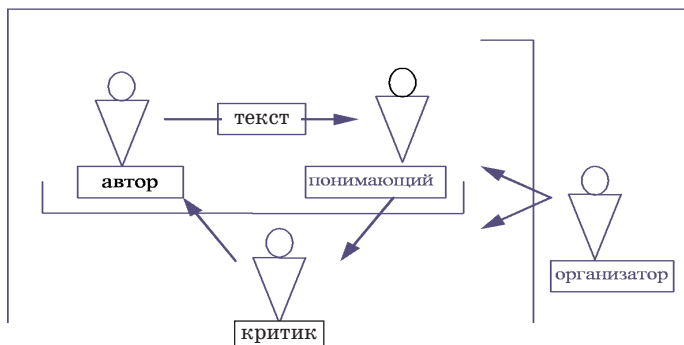 текст
автор
понимающий
организатор
критик